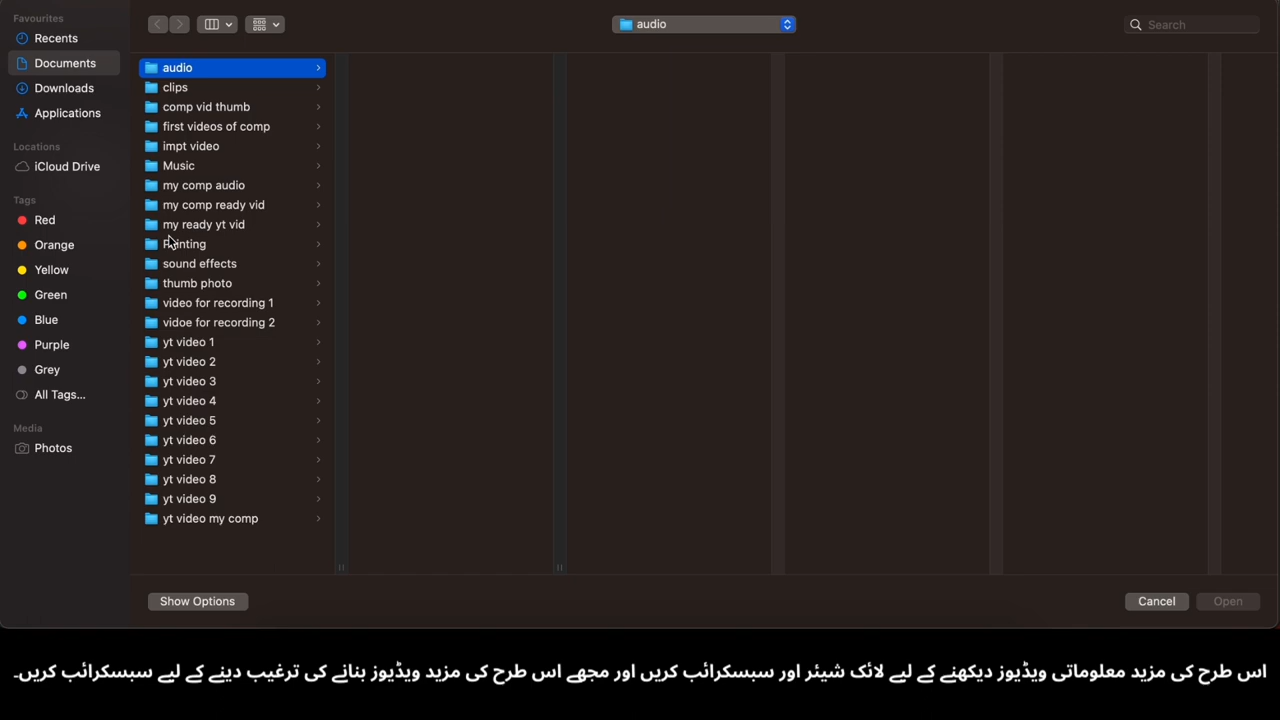 Favourites
Recents
Documents
Downloads
Applications
Locations
iCloud Drive
Tags
Red
Orange
Yellow
Green
Blue
Purple
Grey
All Tags...
Media
Photos
audio
Search
audio
clips
comp vid thumb
first videos of comp
impt video
Music
my comp audio
my comp ready vid
my ready yt vid
sound effects
thumb photo
video for recording 1
vidoe for recording 2
yt video 1
yt video 2
yt video 3
yt video 4
yt video 5
yt video 6
yt video 7
yt video 8
yt video 9
yt video my comp
Show Options
Cancel
Open
اس طرح کی مزید معلوماتی ویڈیوز دیکھنے کے لیے لائک شیئر اور سبسکرائب کریں اور مجھے اس طرح کی مزید ویڈیوز بنانے کی ترغیب دینے کے لیے سبسکرائب کریں۔